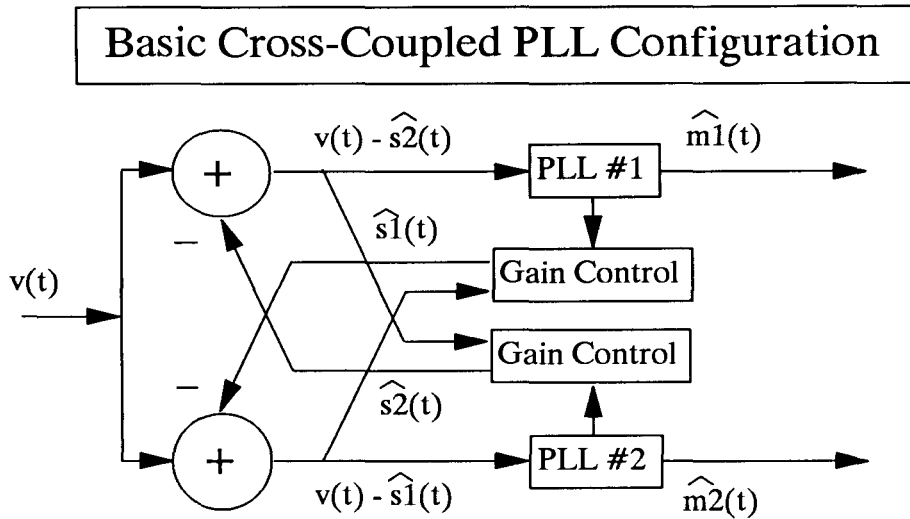 Basic Cross-Coupled PLL Configuration
v(t) - ŝ2(t)
m̂1(t)
+
PLL #1
−
ŝ1(t)
Gain Control
v(t)
Gain Control
−
ŝ2(t)
+
PLL #2
v(t) - ŝ1(t)
m̂2(t)